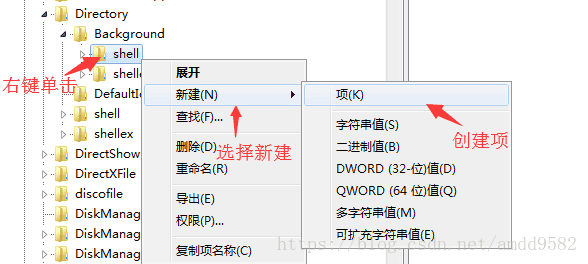 Directory
Background
shell
shelle
DefaultIc
shell
shellex
DirectShow
DirectXFile
discofile
DiskManag
DiskManag
DiskManag
右键单击
展开
新建(N)
查找(F)...
删除(D)
重命名(R)
导出(E)
权限(P)...
复制项名称(C)
选择新建
项(K)
字符串值(S)
二进制值(B)
DWORD (32-位)值(D)
QWORD (64 位)值(Q)
多字符串值(M)
可扩充字符串值(E)
创建项
https://blog.csdn.net/andd9582